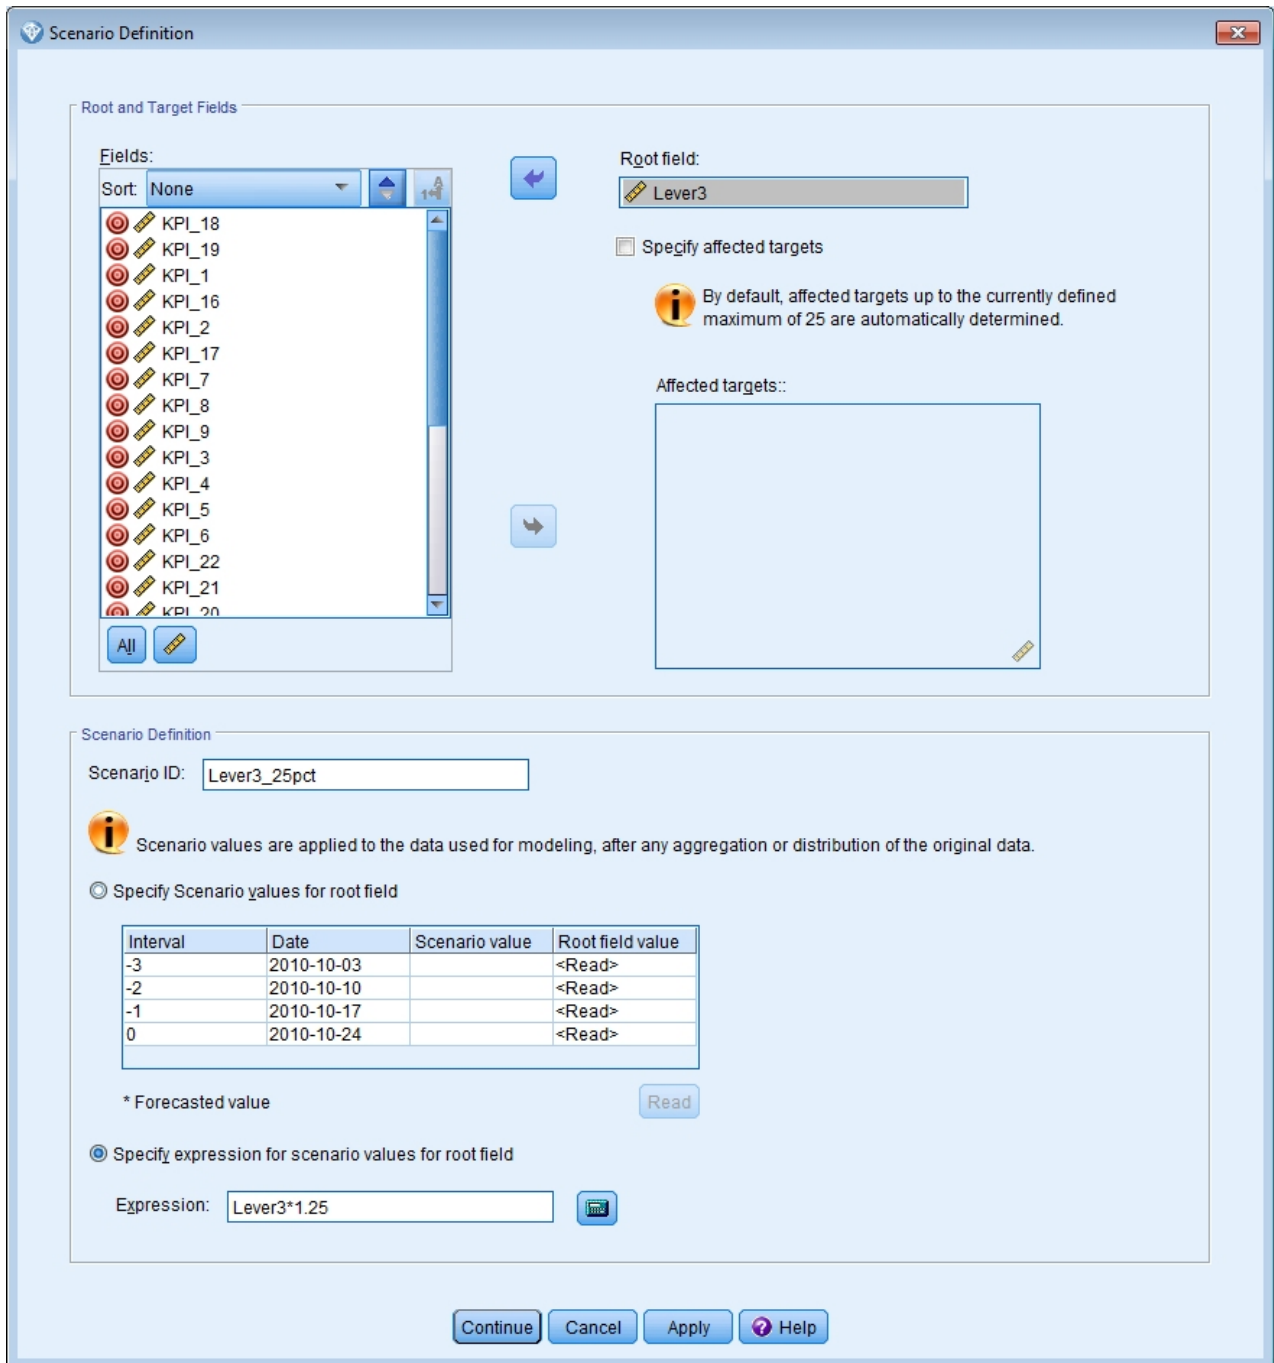 Scenario Definition
Root and Target Fields
Fields:
Sort: None
KPI_18
KPI_19
KPI_1
KPI_16
KPI_2
KPI_17
KPI_7
KPI_8
KPI_9
KPI_3
KPI_4
KPI_5
KPI_6
KPI_22
KPI_21
KPI_20
All
Root field:
Lever3
Specify affected targets
By default, affected targets up to the currently defined
maximum of 25 are automatically determined.
Affected targets::
Scenario Definition
Scenario ID: Lever3_25pct
Scenario values are applied to the data used for modeling, after any aggregation or distribution of the original data.
Specify Scenario values for root field
Interval Date Scenario value Root field value
-3 2010-10-03 <Read>
-2 2010-10-10 <Read>
-1 2010-10-17 <Read>
0 2010-10-24 <Read>
* Forecasted value Read
Specify expression for scenario values for root field
Expression: Lever3*1.25
Continue Cancel Apply Help